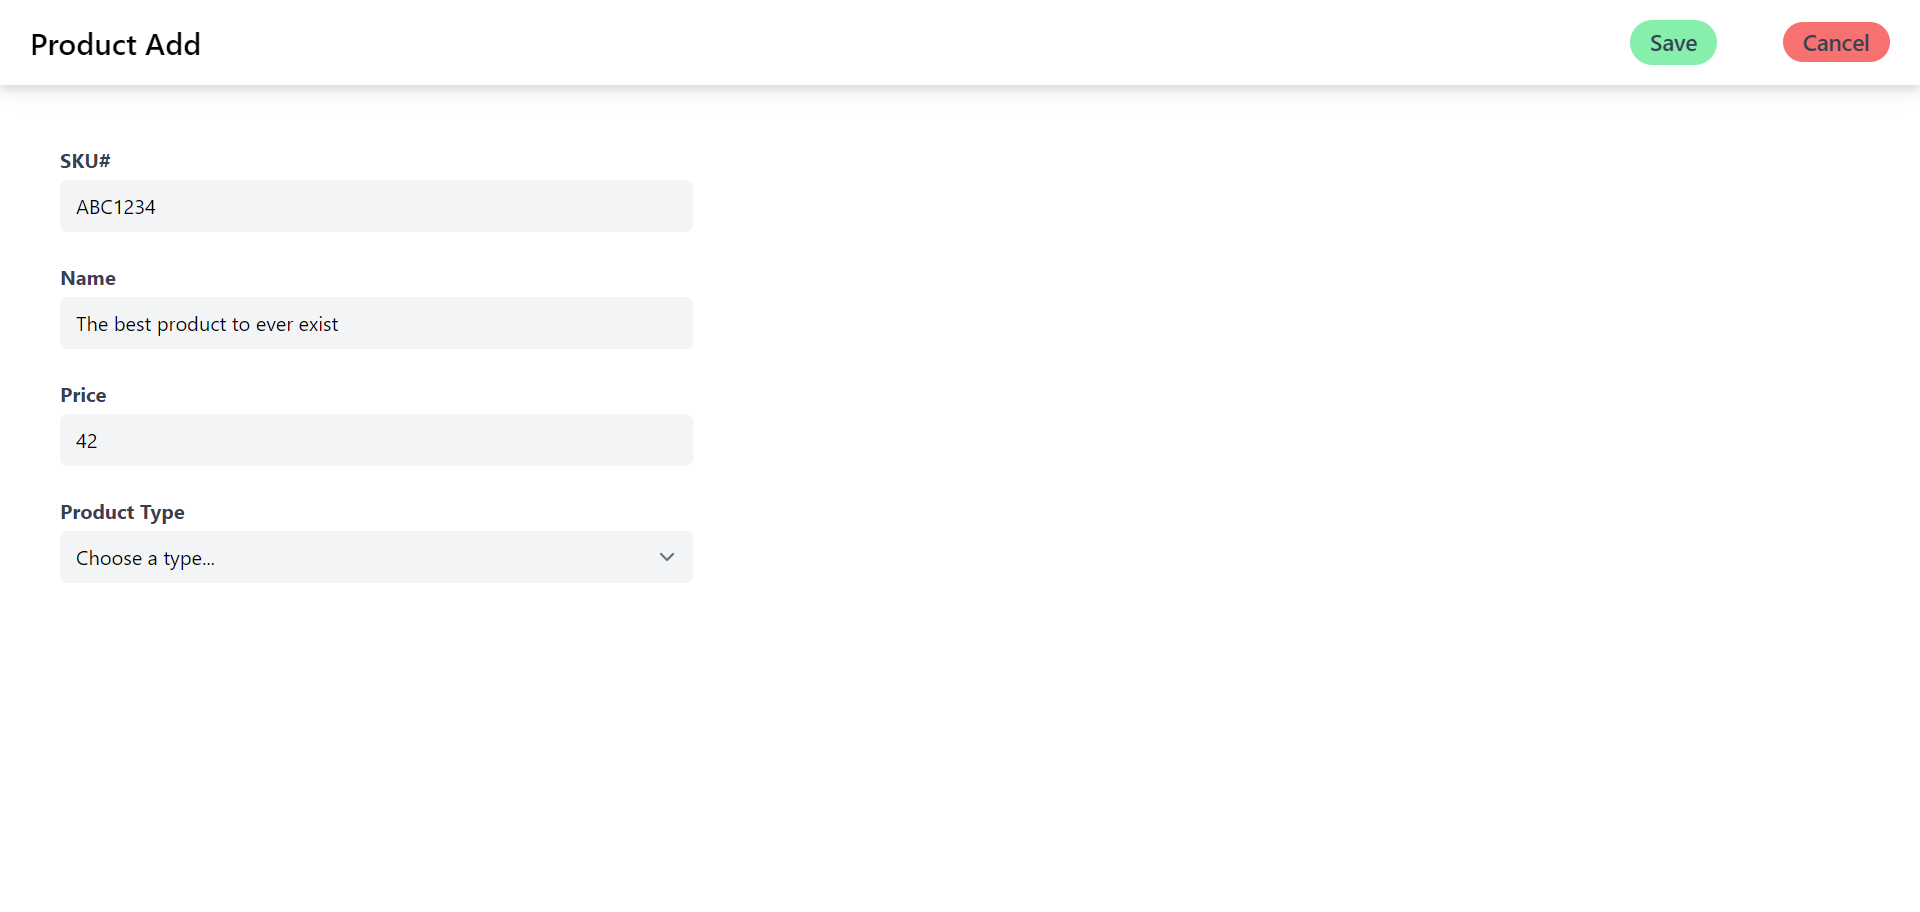 Product Add
Save
Cancel
SKU#
ABC1234
Name
The best product to ever exist
Price
42
Product Type
Choose a type...